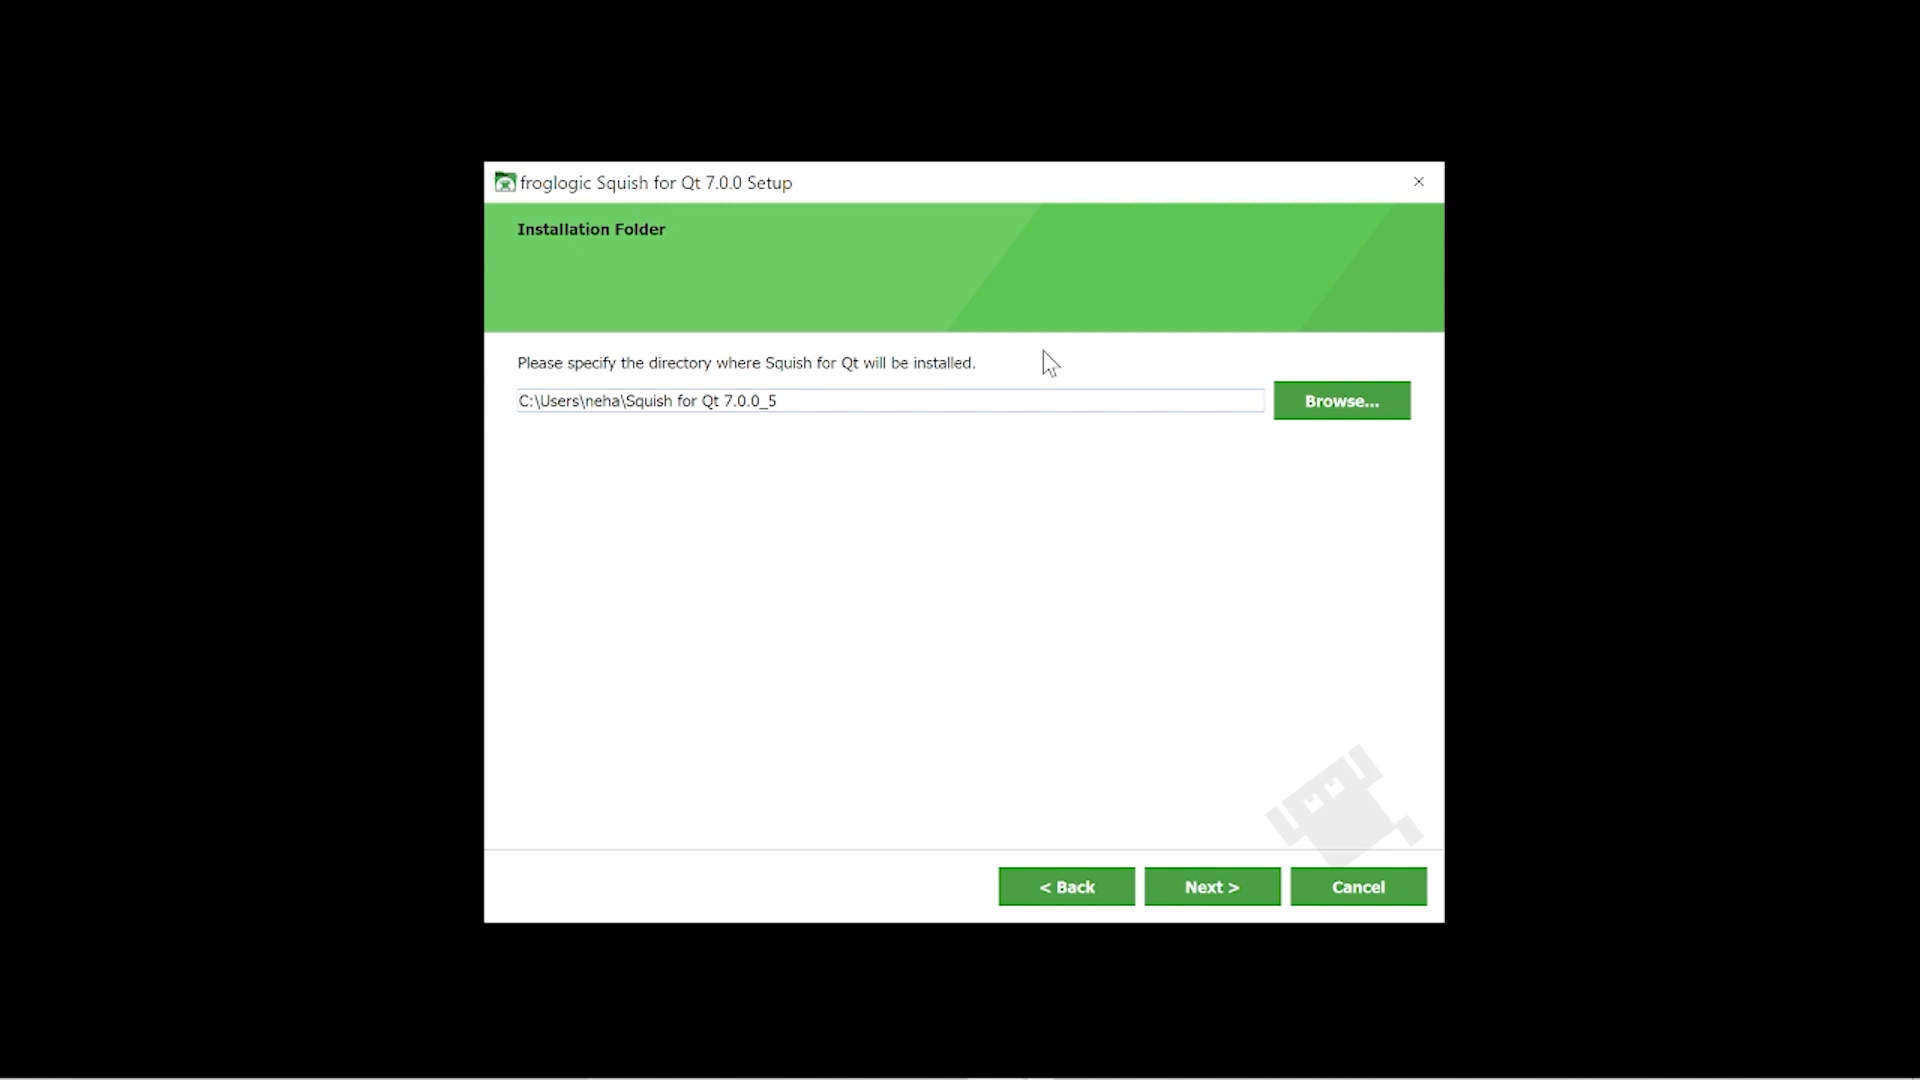 froglogic Squish for Qt 7.0.0 Setup
Installation Folder
Please specify the directory where Squish for Qt will be installed.
C:\Users\neha\Squish for Qt 7.0.0_5
Browse...
< Back
Next >
Cancel